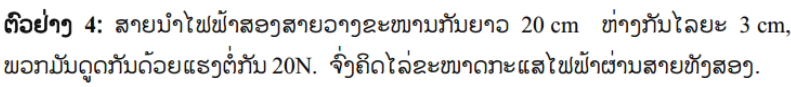 ຕົວຢ່າງ 4: ສາຍນຳໄຟຟ້າສອງສາຍວາງຂະໜານກັນຍາວ 20 cm ຫ່າງກັນໄລຍະ 3 cm,
ພວກມັນດູດກັນດ້ວຍແຮງຕໍ່ກັນ 20N. ຈົ່ງຄິດໄລ່ຂະໜາດກະແສໄຟຟ້າຜ່ານສາຍທັງສອງ.